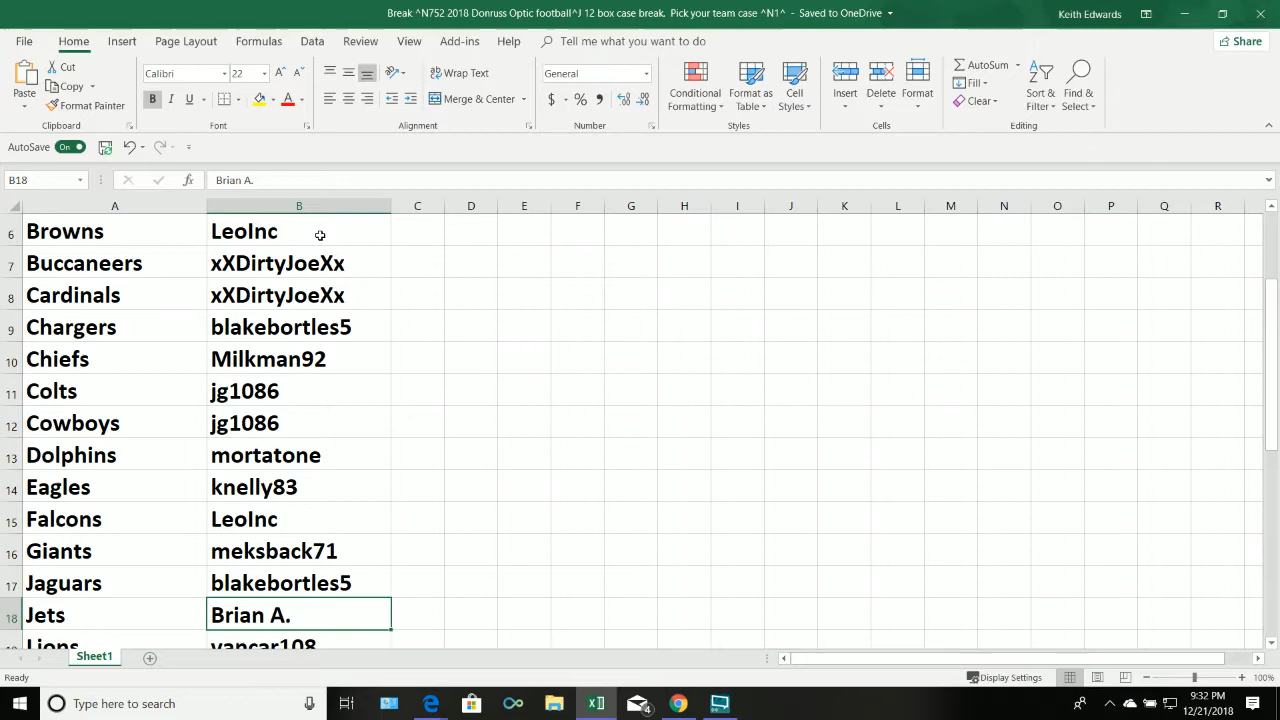 Break ^N752 2018 Donruss Optic football^J 12 box case break. Pick your team case ^N1^ - Saved to OneDrive
Keith Edwards
File Home Insert Page Layout Formulas Data Review View Add-ins Help Tell me what you want to do Share
Paste
Cut
Copy
Format Painter
Clipboard
Calibri 22
B I U
Font
Wrap Text
Merge & Center
Alignment
General
$ % ,
Number
Conditional Formatting
Format as Table
Cell Styles
Styles
Insert Delete Format
Cells
AutoSum
Fill
Clear
Sort & Filter
Find & Select
Editing
AutoSave On
B18 fx Brian A.
A B C D E F G H I J K L M N O P Q R
6 Browns LeoInc
7 Buccaneers xXDirtyJoeXx
8 Cardinals xXDirtyJoeXx
9 Chargers blakebortles5
10 Chiefs Milkman92
11 Colts jg1086
12 Cowboys jg1086
13 Dolphins mortatone
14 Eagles knelly83
15 Falcons LeoInc
16 Giants meksback71
17 Jaguars blakebortles5
18 Jets Brian A.
Lions vancar108
Sheet1
Ready Display Settings 100%
Type here to search
4
9:32 PM
12/21/2018